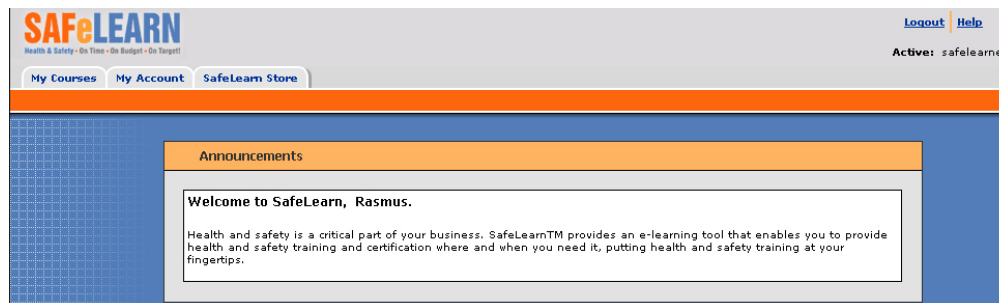 SAFeLEARN
Health & Safety - On Time - On Budget - On Target!
Logout Help
Active: safelearne
My Courses My Account SafeLearn Store
Announcements
Welcome to SafeLearn, Rasmus.
Health and safety is a critical part of your business. SafeLearnTM provides an e-learning tool that enables you to provide
health and safety training and certification where and when you need it, putting health and safety training at your
fingertips.